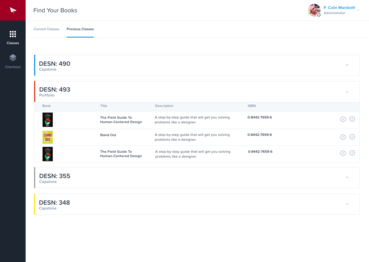 Find Your Books
P. Colin Manikoth
Administrator
Current Classes
Previous Classes
Classes
Download
DESN: 490
Capstone
DESN: 493
Portfolio
Book Title Description ISBN
The Field Guide To
Human-Centered Design
A step-by-step guide that will get you solving
problems like a designer.
0-9442-7659-6
Stand Out
A step-by-step guide that will get you solving
problems like a designer.
0-9442-7659-6
The Field Guide To
Human-Centered Design
A step-by-step guide that will get you solving
problems like a designer.
0-9442-7659-6
DESN: 355
Capstone
DESN: 348
Capstone